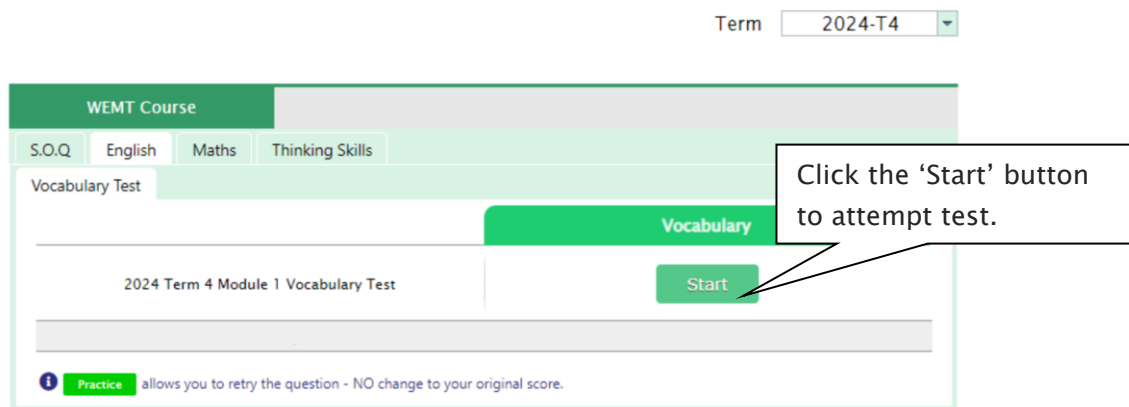 Term 2024-T4
WEMT Course
S.O.Q English Maths Thinking Skills
Vocabulary Test
Click the ‘Start’ button
to attempt test.
Vocabulary
2024 Term 4 Module 1 Vocabulary Test Start
Practice allows you to retry the question - NO change to your original score.